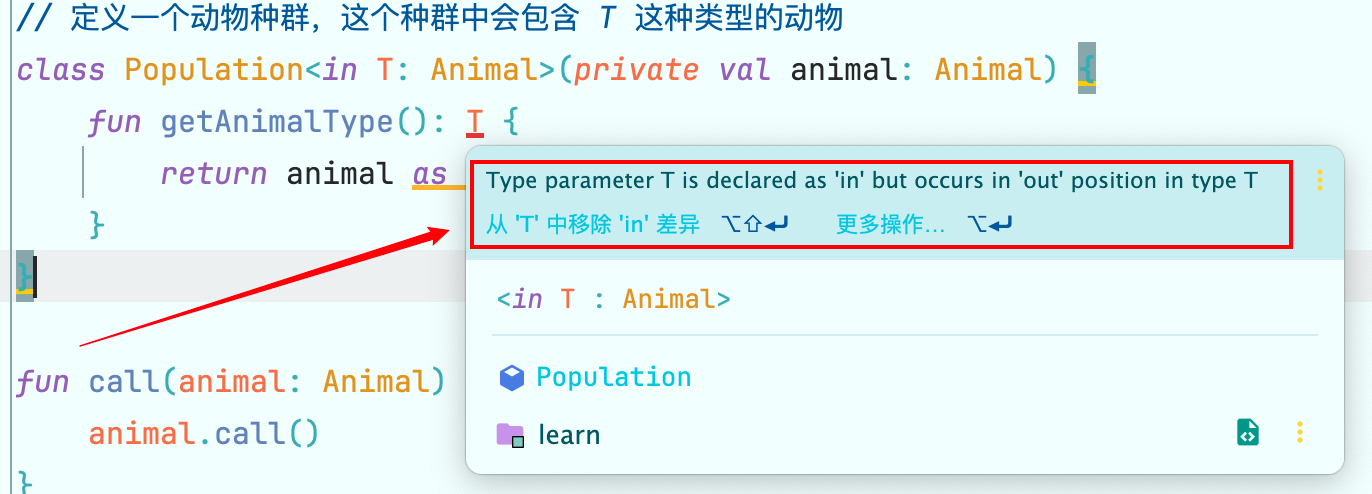 // 定义一个动物种群，这个种群中会包含 T 这种类型的动物
class Population<in T: Animal>(private val animal: Animal) {
fun getAnimalType(): T {
return animal as
}
}
fun call(animal: Animal)
animal.call()
}
Type parameter T is declared as 'in' but occurs in 'out' position in type T
从 'T' 中移除 'in' 差异 ⌥⇧↵ 更多操作… ⌥↵
<in T : Animal>
Population
learn